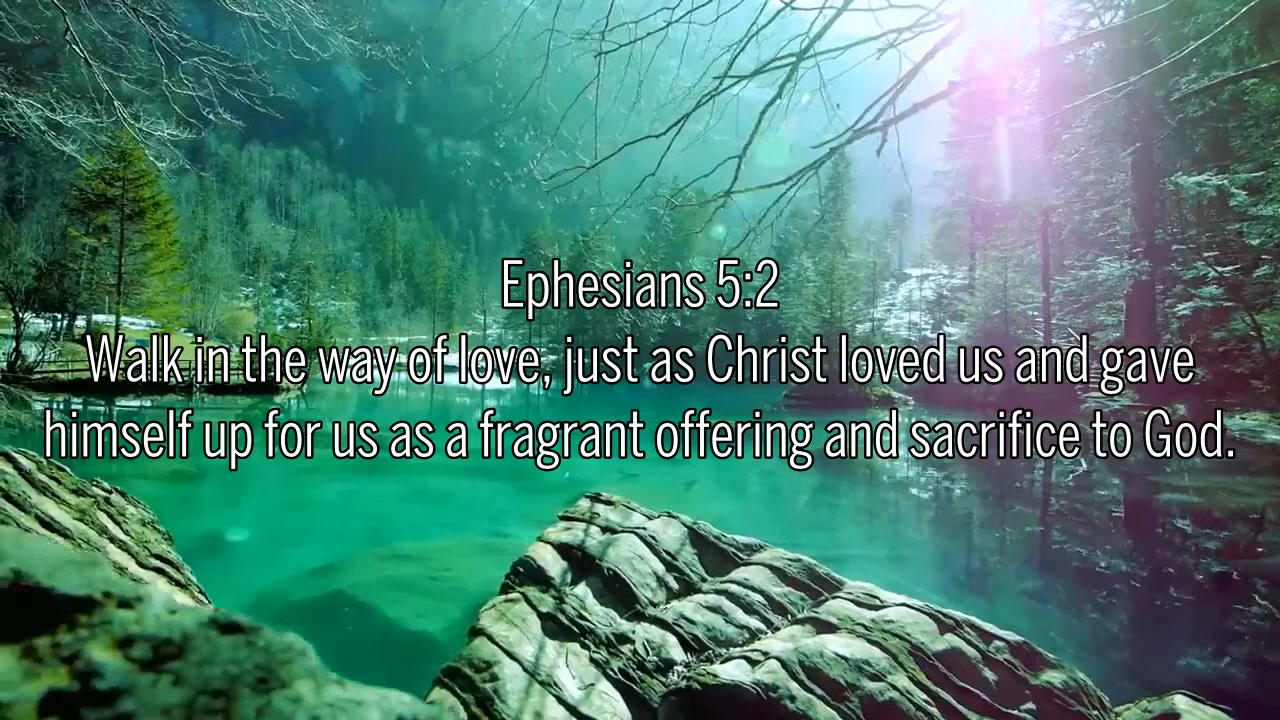 Ephesians 5:2
Walk in the way of love, just as Christ loved us and gave
himself up for us as a fragrant offering and sacrifice to God.